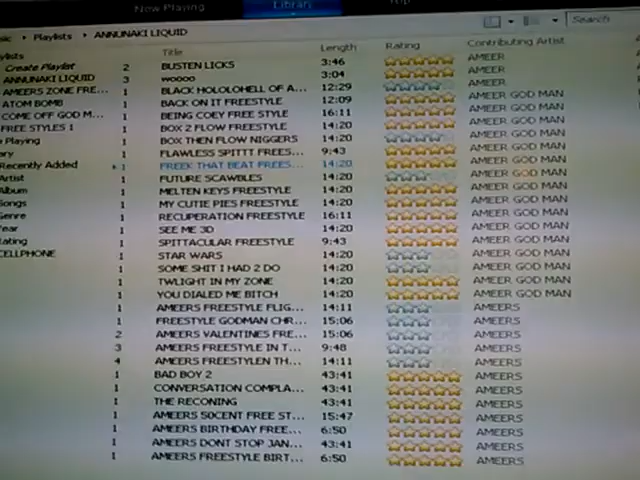 Now Playing Library
Playlists ▸ ANNUNAKI LIQUID Search
Title Length Rating Contributing Artist
Create Playlist 2 BUSTEN LICKS 3:46 AMEER
ANNUNAKI LIQUID 3 woooo 3:04 AMEER
AMEERS ZONE FRE... 1 BLACK HOLOLOHELL OF A... 12:29 AMEER
ATOM BOMB 1 BACK ON IT FREESTYLE 12:09 AMEER GOD MAN
COME OFF GOD M... 1 BEING COEY FREE STYLE 16:11 AMEER GOD MAN
FREE STYLES 1 1 BOX 2 FLOW FREESTYLE 14:20 AMEER GOD MAN
Playing 1 BOX THEN FLOW NIGGERS 14:20 AMEER GOD MAN
1 FLAWLESS SPITTT FREES... 9:43 AMEER GOD MAN
Recently Added 1 FREEK THAT BEAT FREES... 14:20 AMEER GOD MAN
Artist 1 FUTURE SCAWBLES 14:20 AMEER GOD MAN
Album 1 MELTEN KEYS FREESTYLE 14:20 AMEER GOD MAN
Songs 1 MY CUTIE PIES FREESTYLE 14:20 AMEER GOD MAN
Genre 1 RECUPERATION FREESTYLE 16:11 AMEER GOD MAN
Year 1 SEE ME 3D 14:20 AMEER GOD MAN
Rating 1 SPITTACULAR FREESTYLE 9:43 AMEER GOD MAN
CELLPHONE 1 STAR WARS 14:20 AMEER GOD MAN
1 SOME SHIT I HAD 2 DO 14:20 AMEER GOD MAN
1 TWLIGHT IN MY ZONE 14:20 AMEER GOD MAN
1 YOU DIALED ME BITCH 14:20 AMEER GOD MAN
1 AMEERS FREESTYLE FLIG... 14:11 AMEERS
1 FREESTYLE GODMAN CHR... 15:06 AMEERS
2 AMEERS VALENTINES FRE... 15:06 AMEERS
3 AMEERS FREESTYLE IN T... 9:48 AMEERS
4 AMEERS FREESTYLEN TH... 14:11 AMEERS
1 BAD BOY 2 43:41 AMEERS
1 CONVERSATION COMPLA... 43:41 AMEERS
1 THE RECONING 43:41 AMEERS
1 AMEERS 50CENT FREE ST... 15:47 AMEERS
1 AMEERS BIRTHDAY FREE... 6:50 AMEERS
1 AMEERS DONT STOP JAN... 43:41 AMEERS
1 AMEERS FREESTYLE BIRT... 6:50 AMEERS